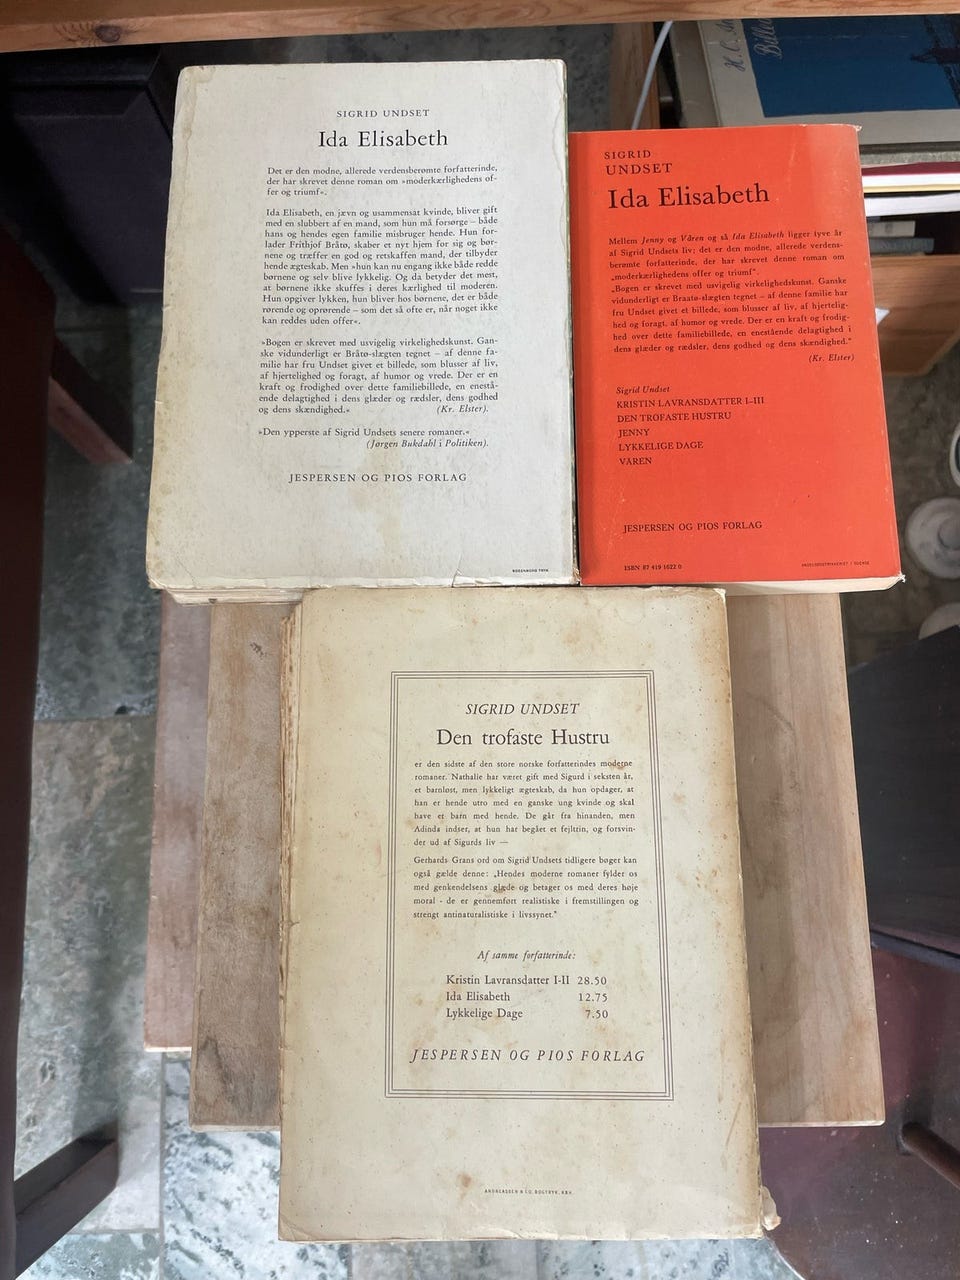 SIGRID UNDSET
Ida Elisabeth
Det er den modne, allerede verdensberømte forfatterinde,
der har skrevet denne roman om »moderkærlighedens of-
fer og triumf«.
Ida Elisabeth, en jævn og usammensat kvinde, bliver gift
med en slubbert af en mand, som hun må forsørge – både
hans og hendes egen familie misbruger hende. Hun for-
lader Frithjof Bråtø, skaber et nyt hjem for sig og bør-
nene og træffer en god og retskaffen mand, der tilbyder
hende ægteskab. Men »hun kan nu engang ikke både redde
børnene og selv blive lykkelig. Og da betyder det mest,
at børnene ikke skuffes i deres kærlighed til moderen.
Hun opgiver lykken, hun bliver hos børnene, det er både
rørende og oprørende – som det så ofte er, når noget ikke
kan reddes uden offer«.
»Bogen er skrevet med usvigelig virkelighedskunst. Gan-
ske vidunderligt er Bråtø-slægten tegnet – af denne fa-
milie har fru Undset givet et billede, som blusser af liv,
af hjertelighed og foragt, af humor og vrede. Der er en
kraft og frodighed over dette familiebillede, en enestå-
ende delagtighed i dens glæder og rædsler, dens godhed
og dens skændighed.« (Kr. Elster).
»Den ypperste af Sigrid Undsets senere romaner.«
(Jørgen Bukdahl i Politiken).
JESPERSEN OG PIOS FORLAG
SIGRID
UNDSET
Ida Elisabeth
Mellem Jenny og Våren og så Ida Elisabeth ligger tyve år
af Sigrid Undsets liv; det er den modne, allerede verdens-
berømte forfatterinde, der har skrevet denne roman om
„moderkærlighedens offer og triumf“.
„Bogen er skrevet med usvigelig virkelighedskunst. Ganske
vidunderligt er Braatø-slægten tegnet – af denne familie har
fru Undset givet et billede, som blusser af liv, af hjertelig-
hed og foragt, af humor og vrede. Der er en kraft og frodig-
hed over dette familiebillede, en enestående delagtighed i
dens glæder og rædsler, dens godhed og dens skændighed.“
(Kr. Elster)
Sigrid Undset
KRISTIN LAVRANSDATTER I-III
DEN TROFASTE HUSTRU
JENNY
LYKKELIGE DAGE
VÅREN
JESPERSEN OG PIOS FORLAG
ISBN 87 419 1622 0
SIGRID UNDSET
Den trofaste Hustru
er den sidste af den store norske forfatterindes moderne
romaner. Nathalie har været gift med Sigurd i seksten år,
et barnløst, men lykkeligt ægteskab, da hun opdager, at
han er hende utro med en ganske ung kvinde og skal
have et barn med hende. De går fra hinanden, men
Adinda indser, at hun har begået et fejltrin, og forsvin-
der ud af Sigurds liv —
Gerhards Grans ord om Sigrid Undsets tidligere bøger kan
også gælde denne: „Hendes moderne romaner fylder os
med genkendelsens glæde og betager os med deres høje
moral - de er gennemført realistiske i fremstillingen og
strengt antinaturalistiske i livssynet.“
Af samme forfatterinde:
Kristin Lavransdatter I-II 28.50
Ida Elisabeth 12.75
Lykkelige Dage 7.50
JESPERSEN OG PIOS FORLAG